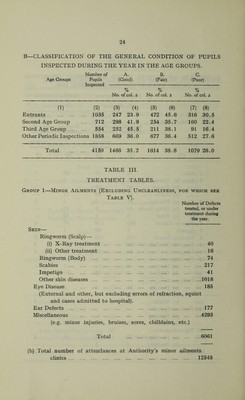 24
B—CLASSIFICATION OF THE GENERAL CONDITION OF PUPILS
INSPECTED DURING THE YEAR IN THE AGE GROUPS.
Age Groups Number of Pupils Inspected A. (Good) B. (Fair) C. (Poor)
No. % of col. 2 No. % of col. 2 No. % of col. 2
(1) (2) (3) (4) (5) (6) (7) (8)
Entrants 1035 247 23.9 472 45.6 316 30.5
Second Age Group 712 298 41.9 254 35.7 160 22.4
Third Age Group 554 252 45.5 211 38.1 91 16.4
Other Periodic Inspections 1858 669 36.0 677 36.4 512 27.6
Total 4159 1466 35.2 1614 38.8 1079 26.0
TABLE III.
TREATMENT TABLES.
Group 1—Minor Ailments (Excluding Uncleanliness, for which see
Table V).
Number of Defects
treated, or under
treatment during
the year.
Skin—
Ringworm (Scalp)—
(i) X-Ray treatment 40
(ii) Other treatment 16
Ringworm (Body) 74
Scabies 217
Impetigo 41
Other skin diseases 1018
Eye Disease 185
(External and other, but excluding errors of refraction, squint
and cases admitted to hospital).
Ear Defects 177
Miscellaneous 4293
(e.g. minor injuries, bruises, sores, chilblains, etc.)
Total 6061
(b) Total number of attendances at Authority's minor ailments
clinics 12948